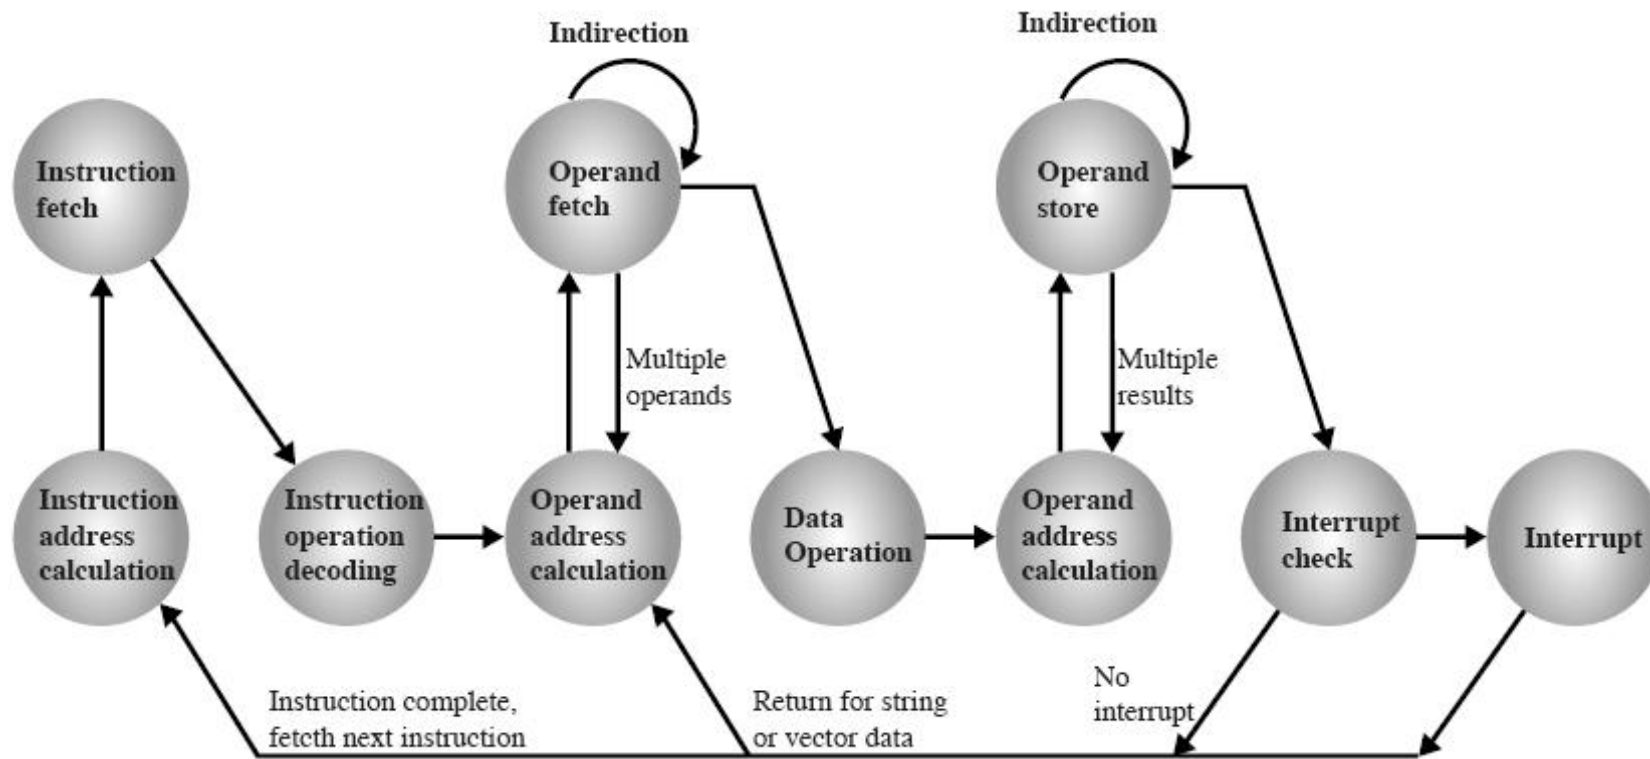 Indirection
Indirection
Instruction
fetch
Operand
fetch
Operand
store
Multiple
operands
Multiple
results
Instruction
address
calculation
Instruction
operation
decoding
Operand
address
calculation
Data
Operation
Operand
address
calculation
Interrupt
check
Interrupt
Instruction complete,
fetcth next instruction
Return for string
or vector data
No
interrupt